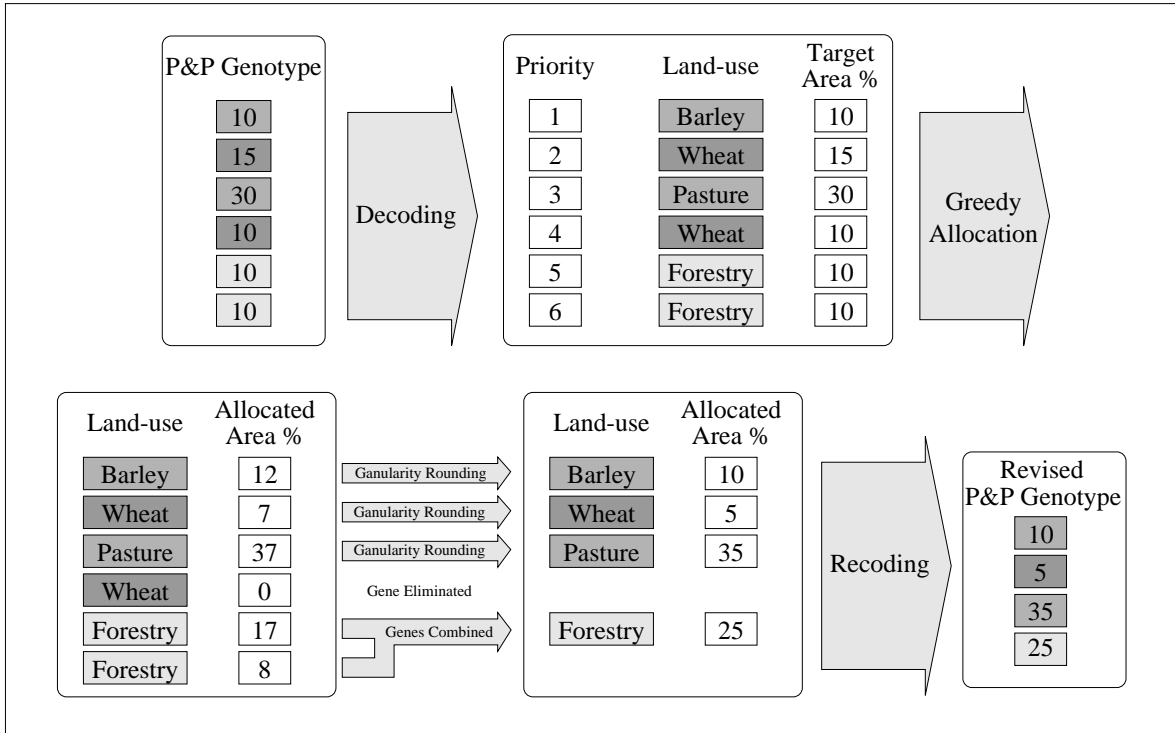 P&P Genotype
10
15
30
10
10
10
Decoding
Priority Land-use Target Area %
1 Barley 10
2 Wheat 15
3 Pasture 30
4 Wheat 10
5 Forestry 10
6 Forestry 10
Greedy
Allocation
Land-use Allocated Area %
Barley 12
Wheat 7
Pasture 37
Wheat 0
Forestry 17
Forestry 8
Ganularity Rounding
Ganularity Rounding
Ganularity Rounding
Gene Eliminated
Genes Combined
Land-use Allocated Area %
Barley 10
Wheat 5
Pasture 35
Forestry 25
Recoding
Revised
P&P Genotype
10
5
35
25